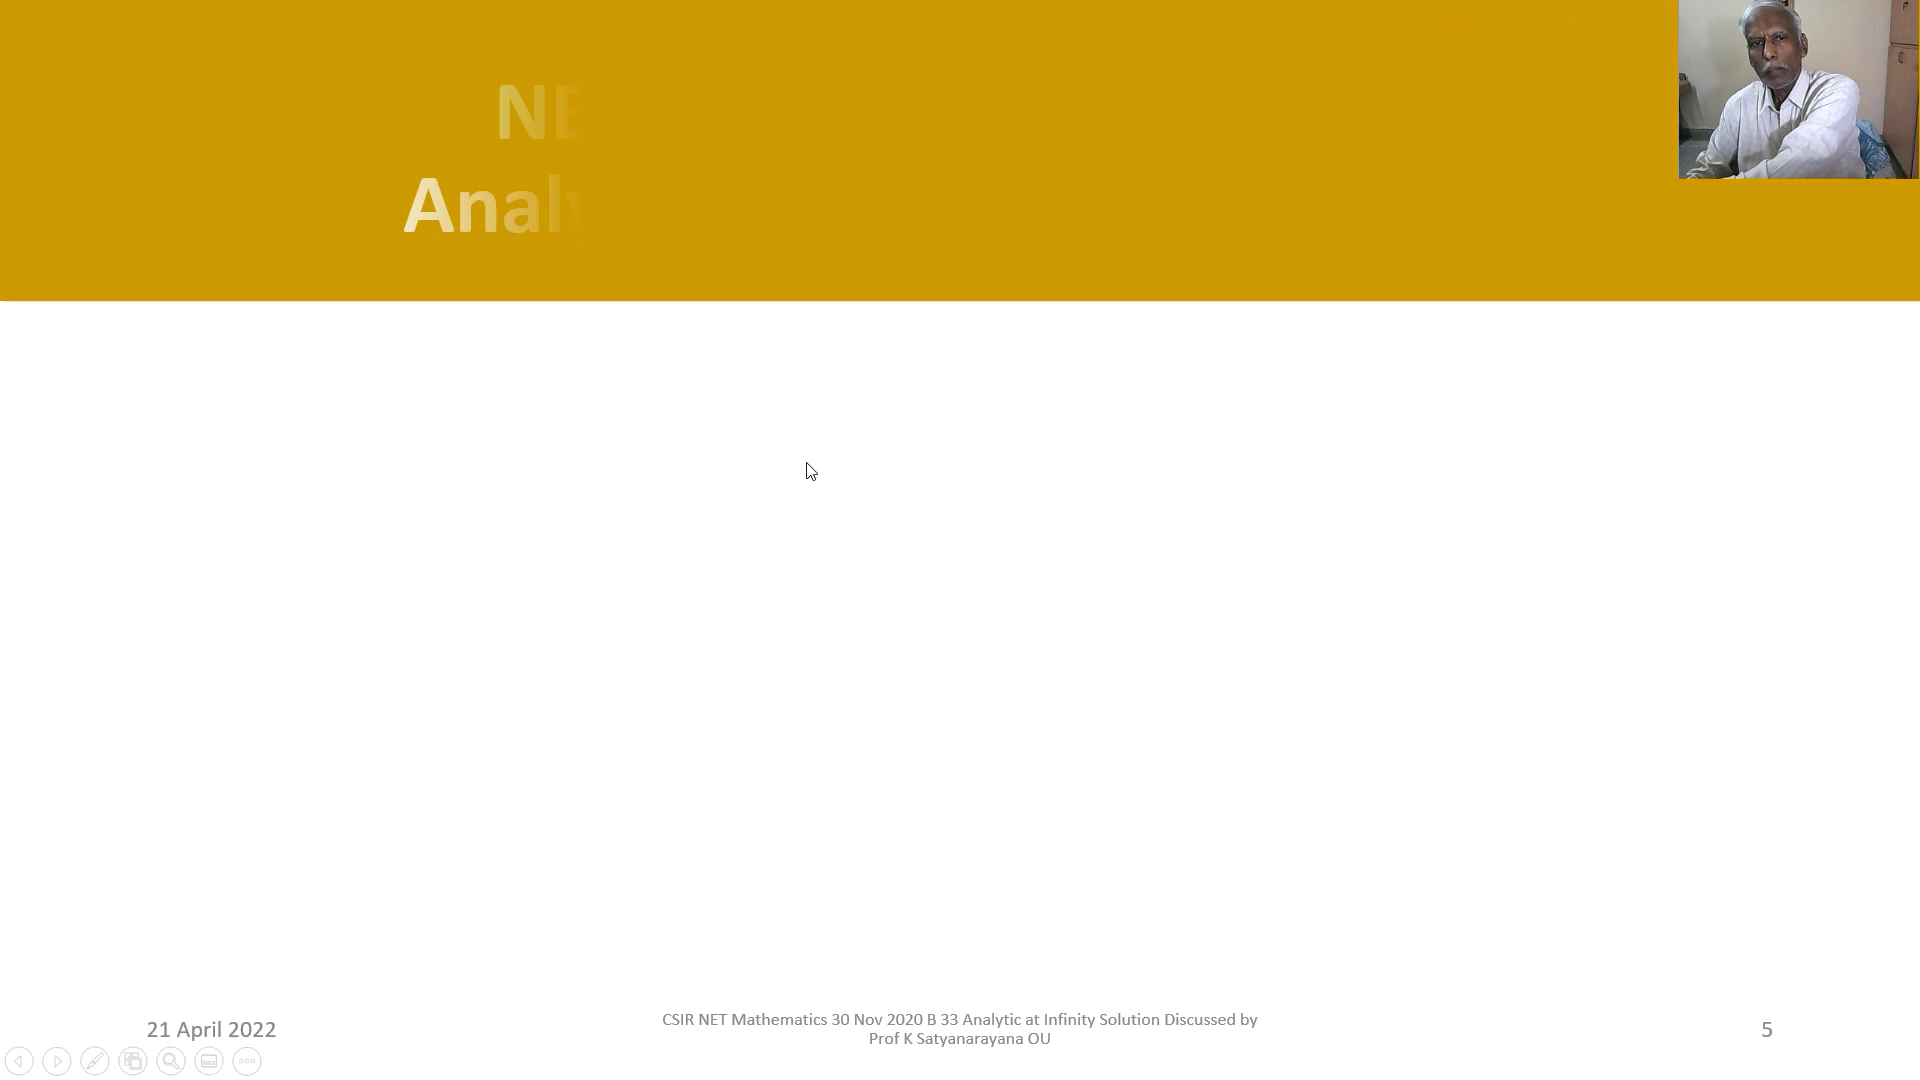 NE
Analy
21 April 2022
CSIR NET Mathematics 30 Nov 2020 B 33 Analytic at Infinity Solution Discussed by
Prof K Satyanarayana OU
5